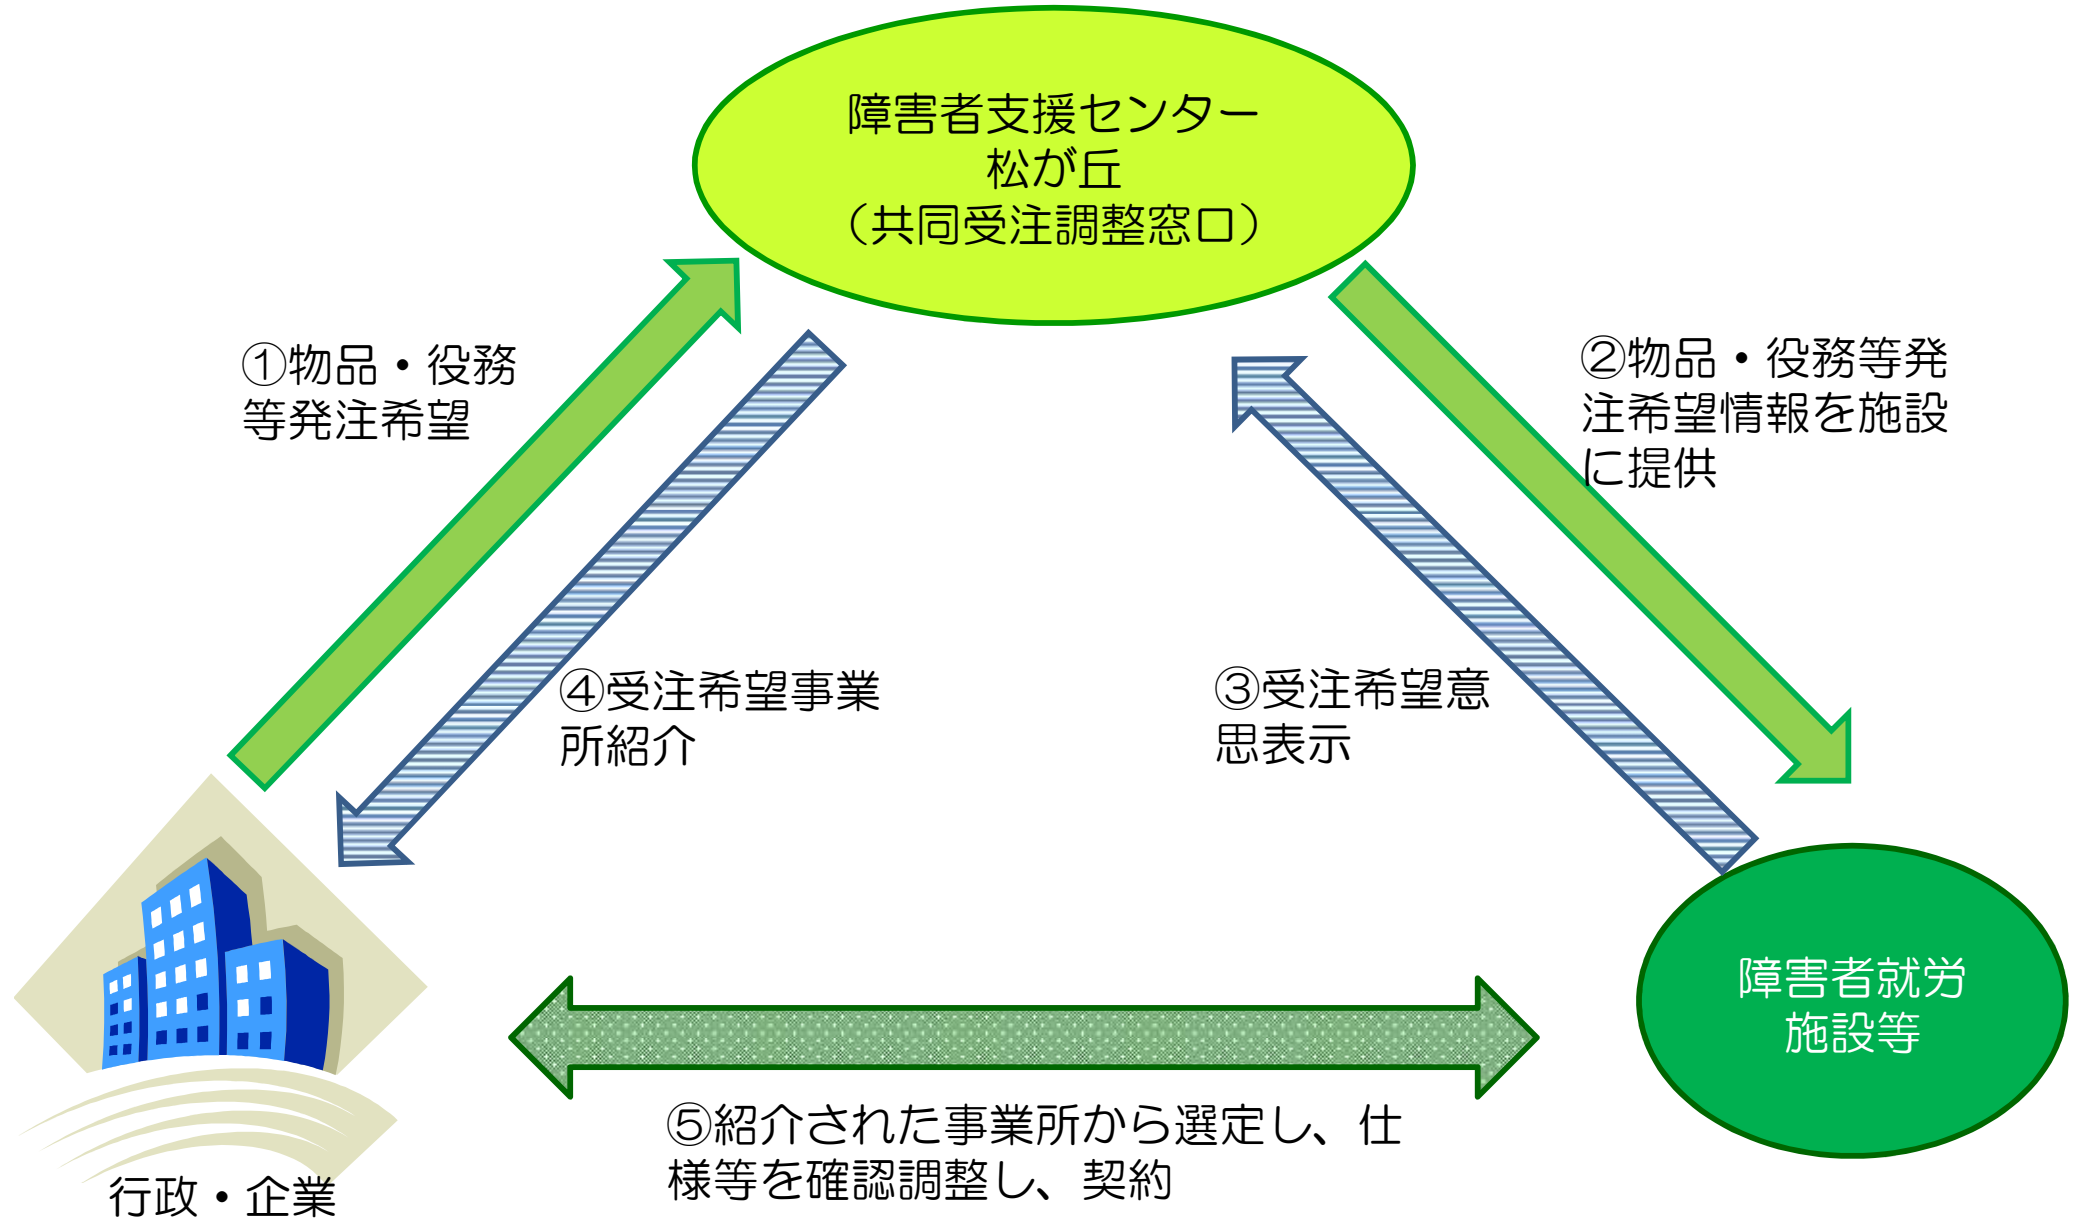 障害者支援センター
松が丘
（共同受注調整窓口）
①物品・役務
等発注希望
②物品・役務等発
注希望情報を施設
に提供
④受注希望事業
所紹介
③受注希望意
思表示
障害者就労
施設等
⑤紹介された事業所から選定し、仕
様等を確認調整し、契約
行政・企業